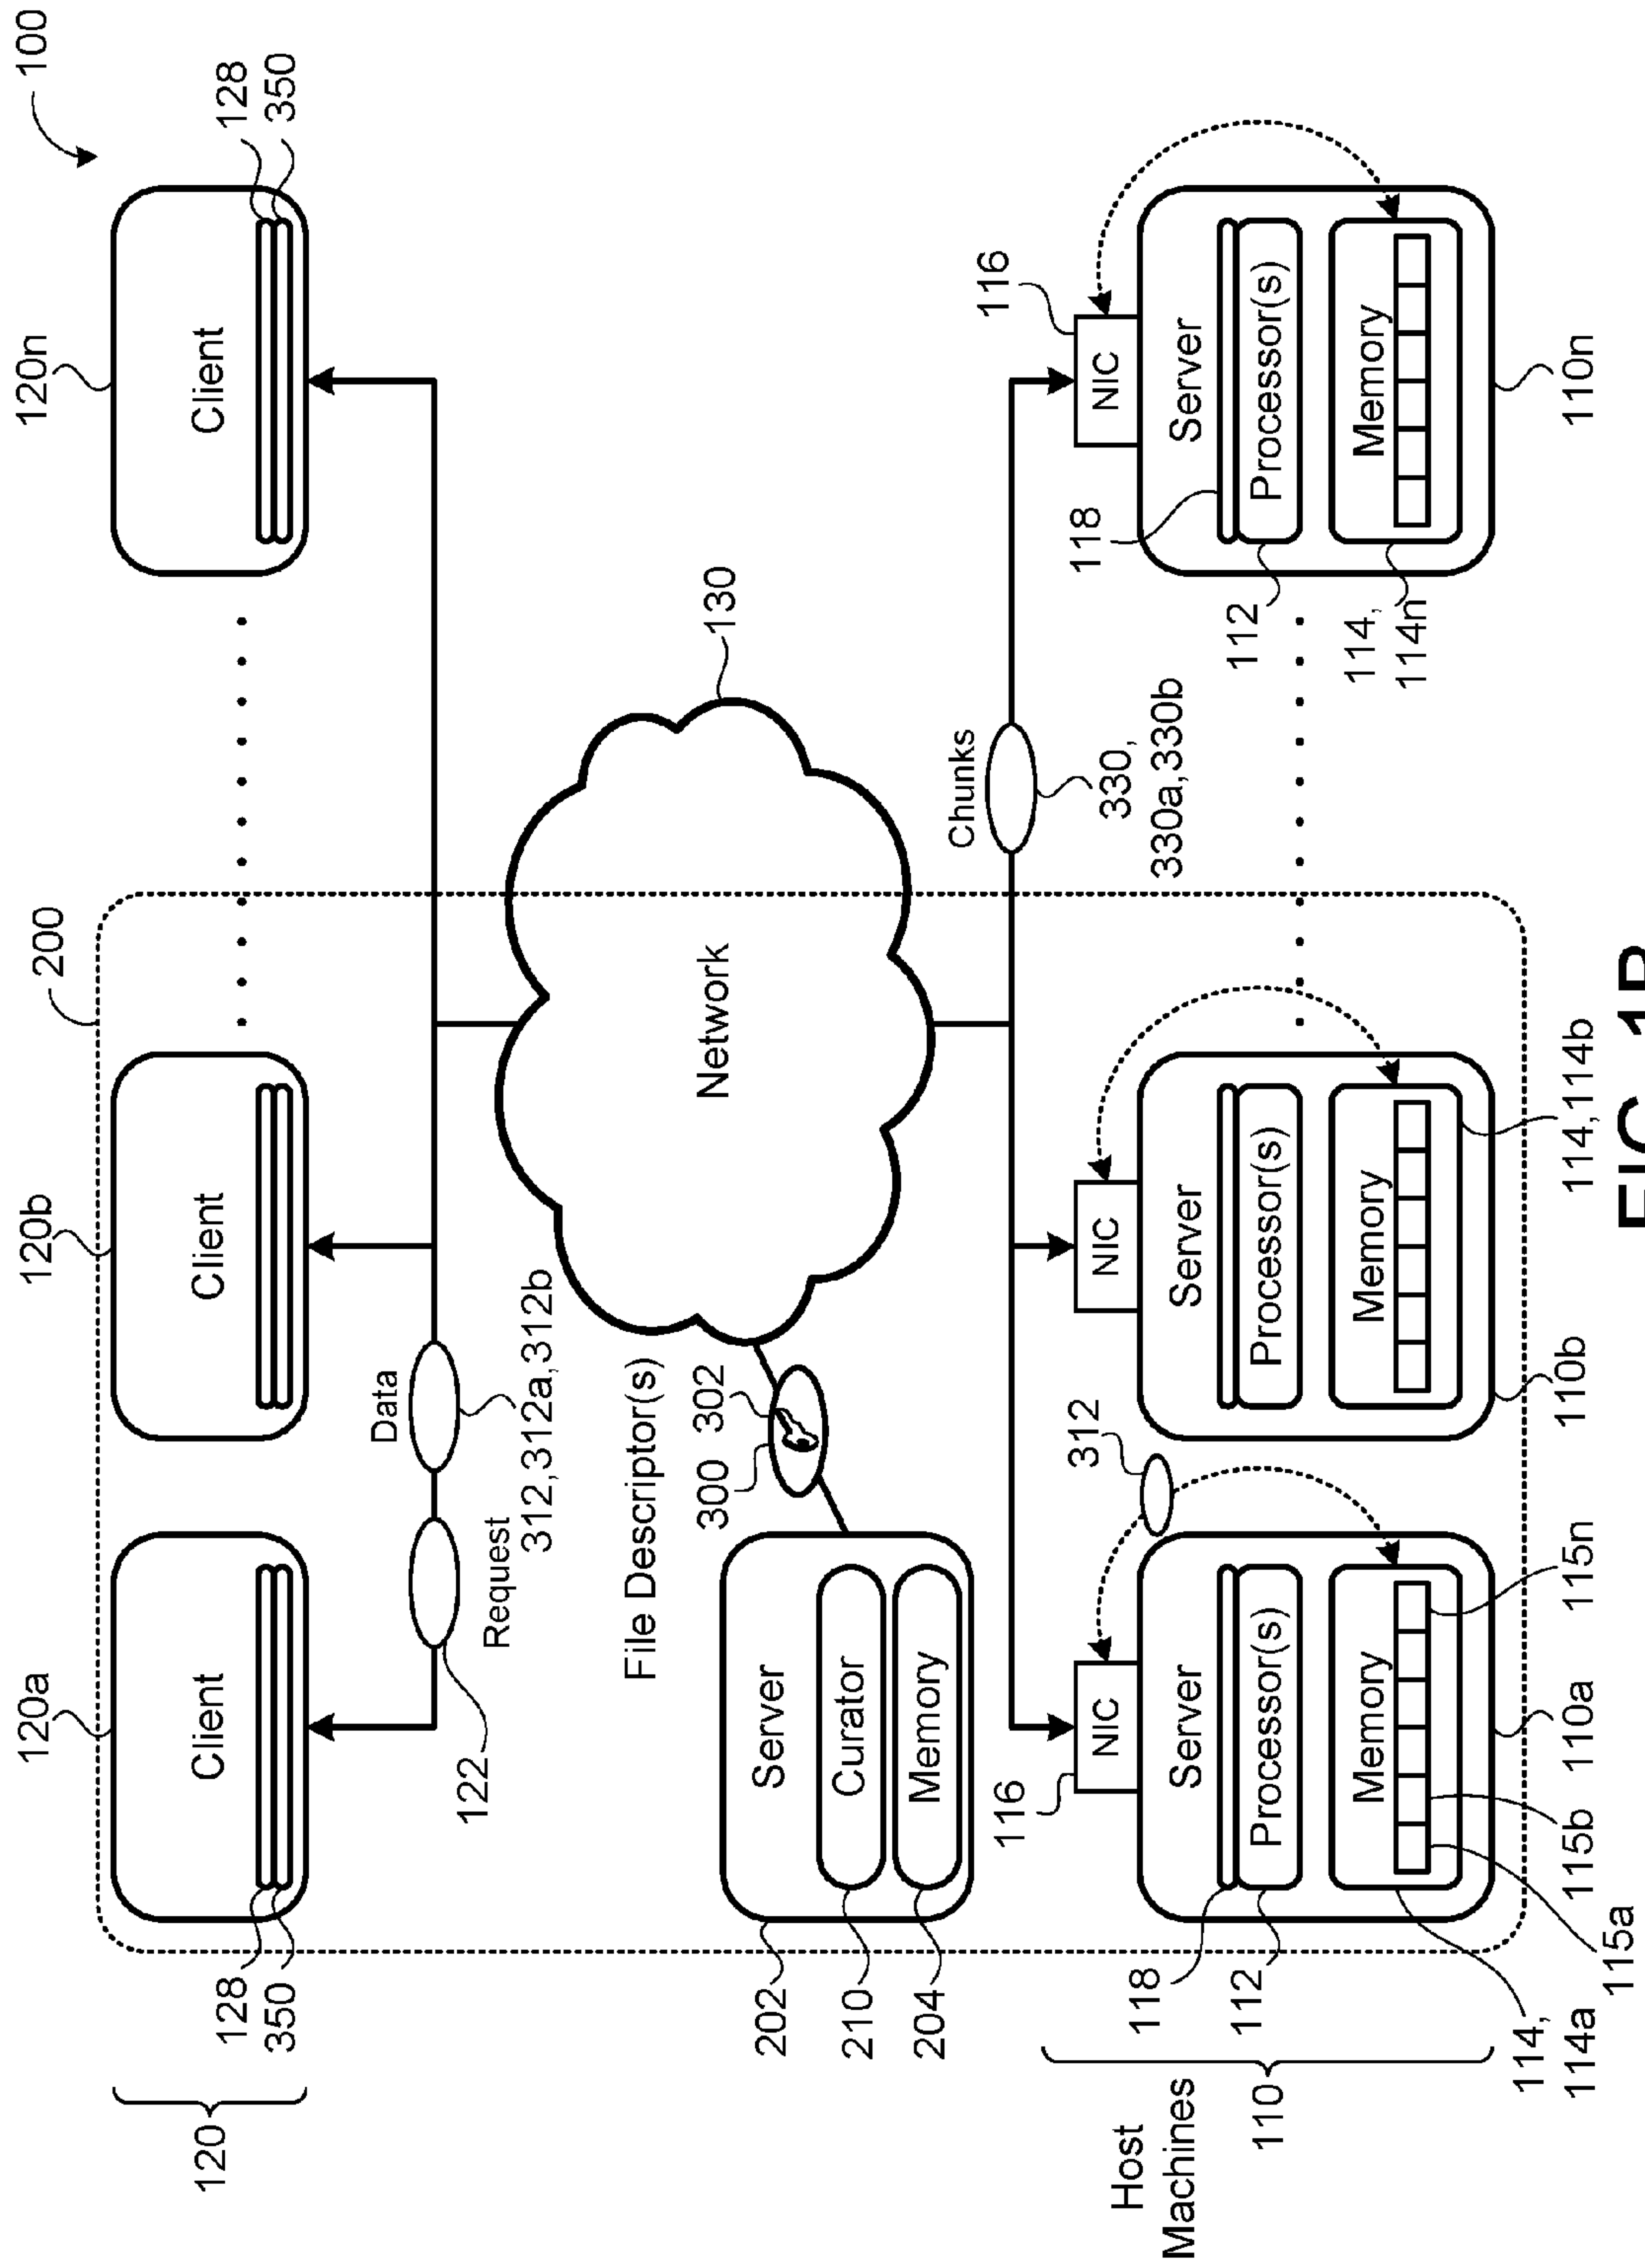 100
120a
120b
120n
128
350
Client
Client
Client
128
350
120
200
Data
312,312a,312b
Request
122
130
Network
File Descriptor(s)
300
302
Server
Curator
Memory
202
210
204
Chunks
330,
330a,330b
116
NIC
NIC
116
NIC
312
Server
Processor(s)
Memory
Server
Processor(s)
Memory
Server
Processor(s)
Memory
118
112
118
112
114,
114n
Host
Machines
110
114,
114a
115a
115b
110a
115n
110b
114,114b
110n